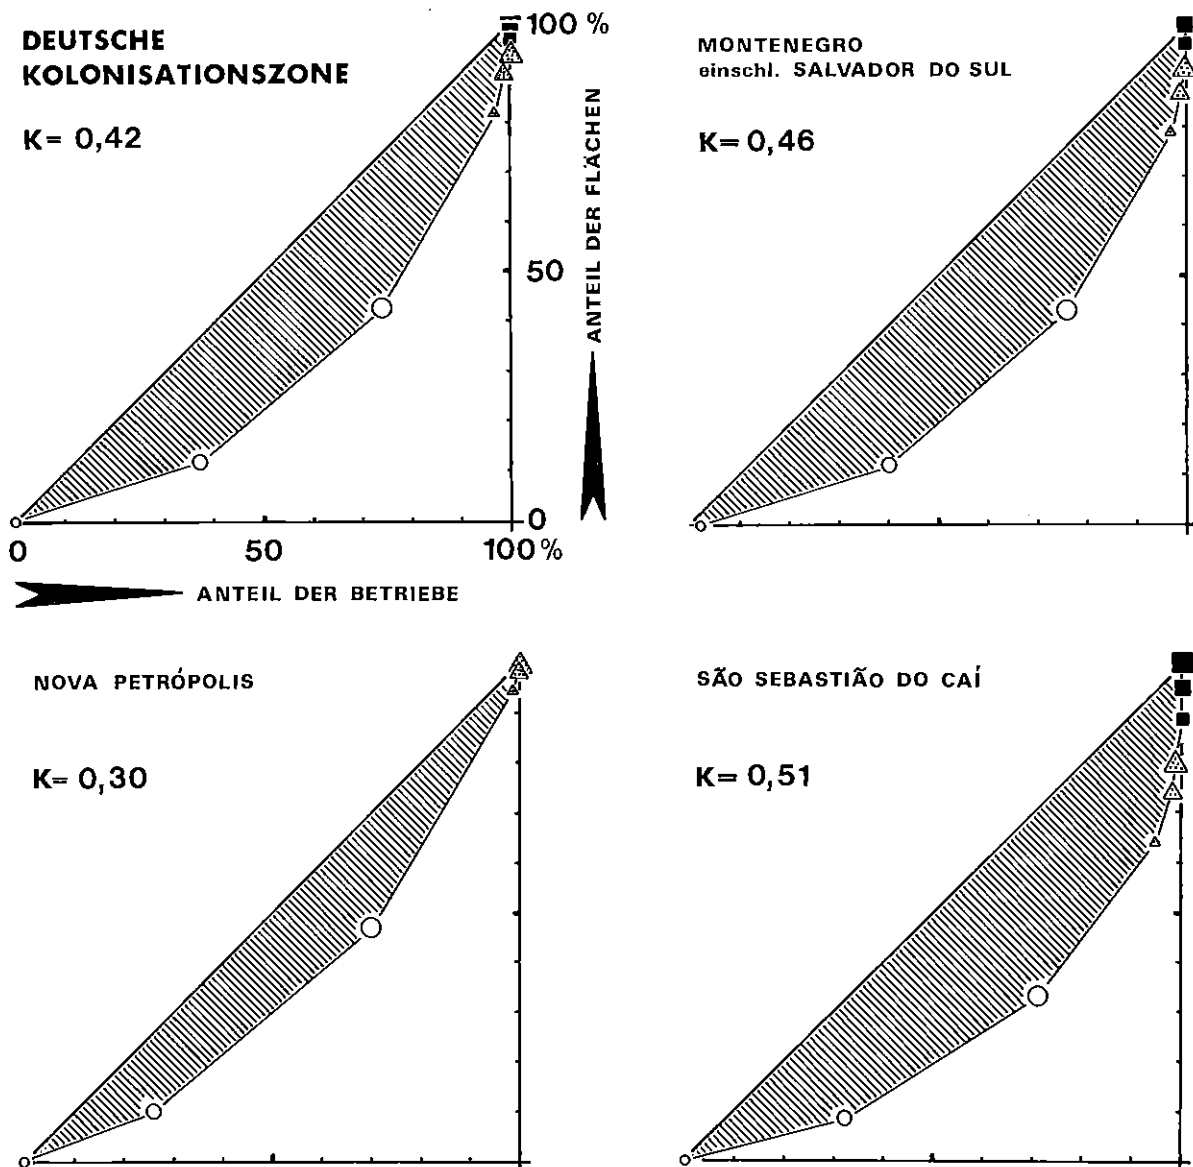 DEUTSCHE
KOLONISATIONSZONE
K= 0,42
100 %
50
0
0 50 100%
ANTEIL DER FLÄCHEN
ANTEIL DER BETRIEBE
MONTENEGRO
einschl. SALVADOR DO SUL
K= 0,46
NOVA PETRÓPOLIS
K= 0,30
SÃO SEBASTIÃO DO CAÍ
K= 0,51